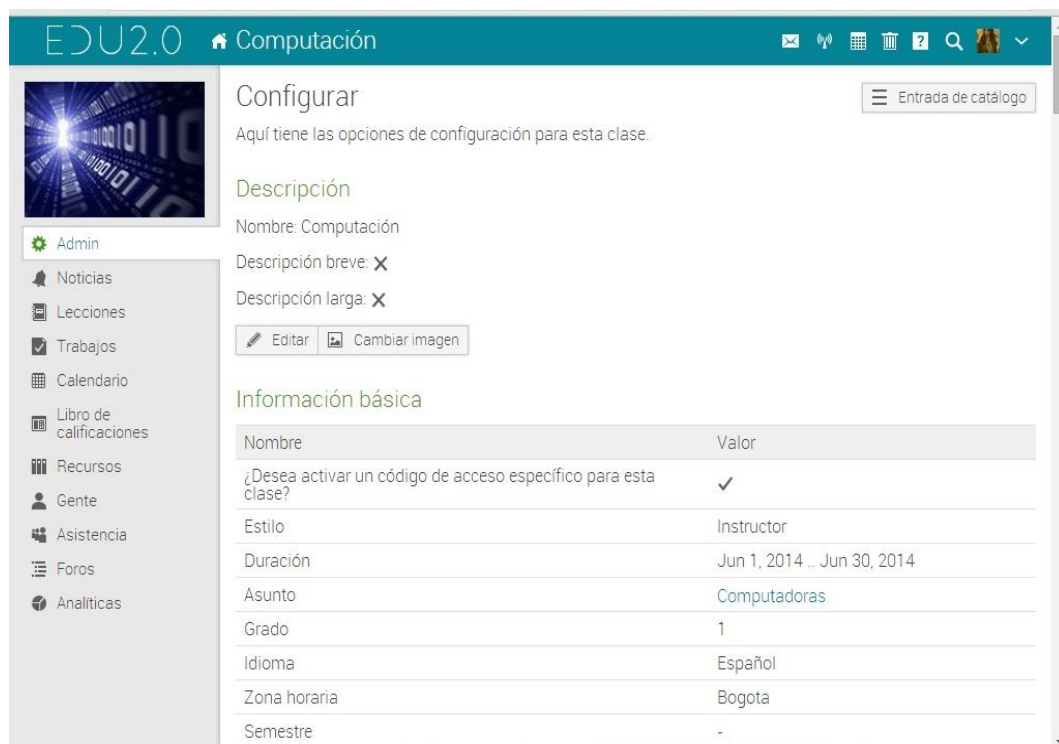 EDU2.0 Computación
Configurar
Entrada de catálogo
Aquí tiene las opciones de configuración para esta clase.
Descripción
Nombre: Computación
Descripción breve:
Descripción larga:
Editar Cambiar imagen
Admin
Noticias
Lecciones
Trabajos
Calendario
Libro de
calificaciones
Recursos
Gente
Asistencia
Foros
Analíticas
Información básica
Nombre Valor
¿Desea activar un código de acceso específico para esta
clase?
Estilo Instructor
Duración Jun 1, 2014 .. Jun 30, 2014
Asunto Computadoras
Grado 1
Idioma Español
Zona horaria Bogota
Semestre -